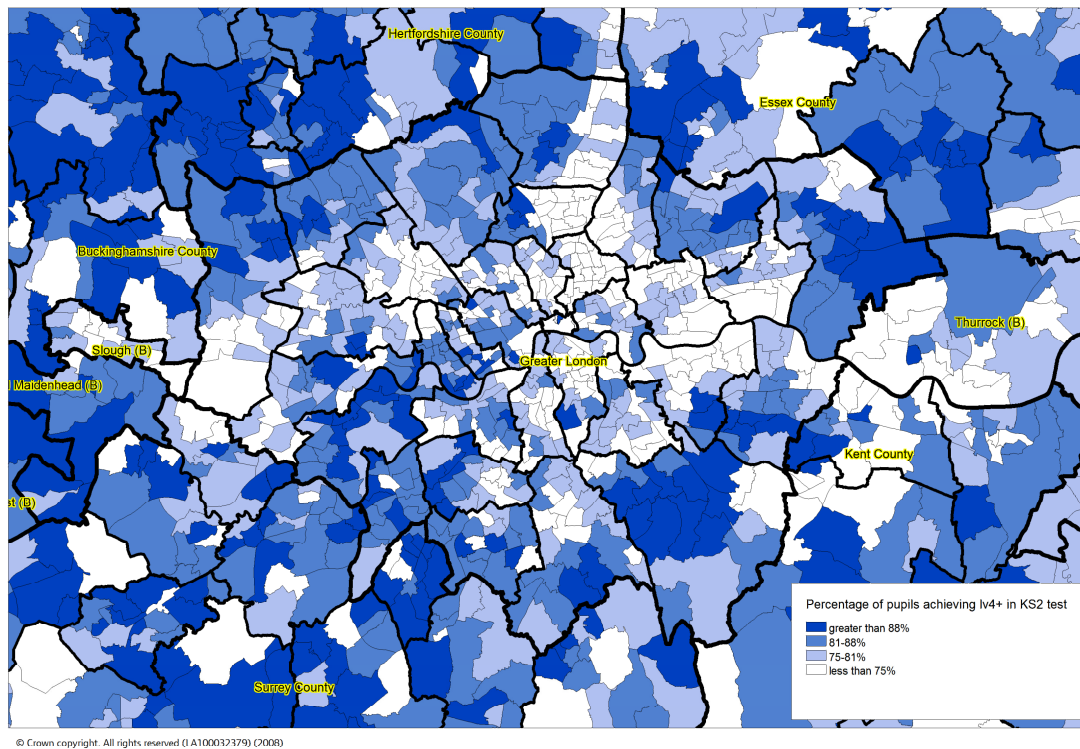 Hertfordshire County
Essex County
Buckinghamshire County
Thurrock (B)
Slough (B)
Greater London
Maidenhead (B)
Kent County
st (B)
Surrey County
Percentage of pupils achieving lv4+ in KS2 test
greater than 88%
81-88%
75-81%
less than 75%
© Crown copyright. All rights reserved (LA100032379) (2008)